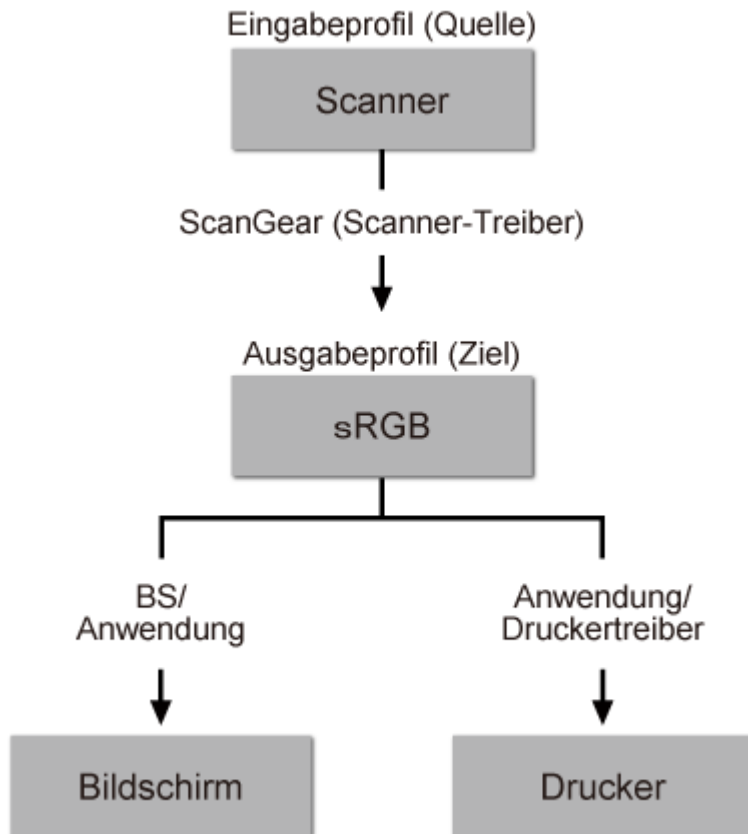 Eingabeprofil (Quelle)
Scanner
ScanGear (Scanner-Treiber)
Ausgabeprofil (Ziel)
sRGB
BS/
Anwendung
Anwendung/
Druckertreiber
Bildschirm
Drucker